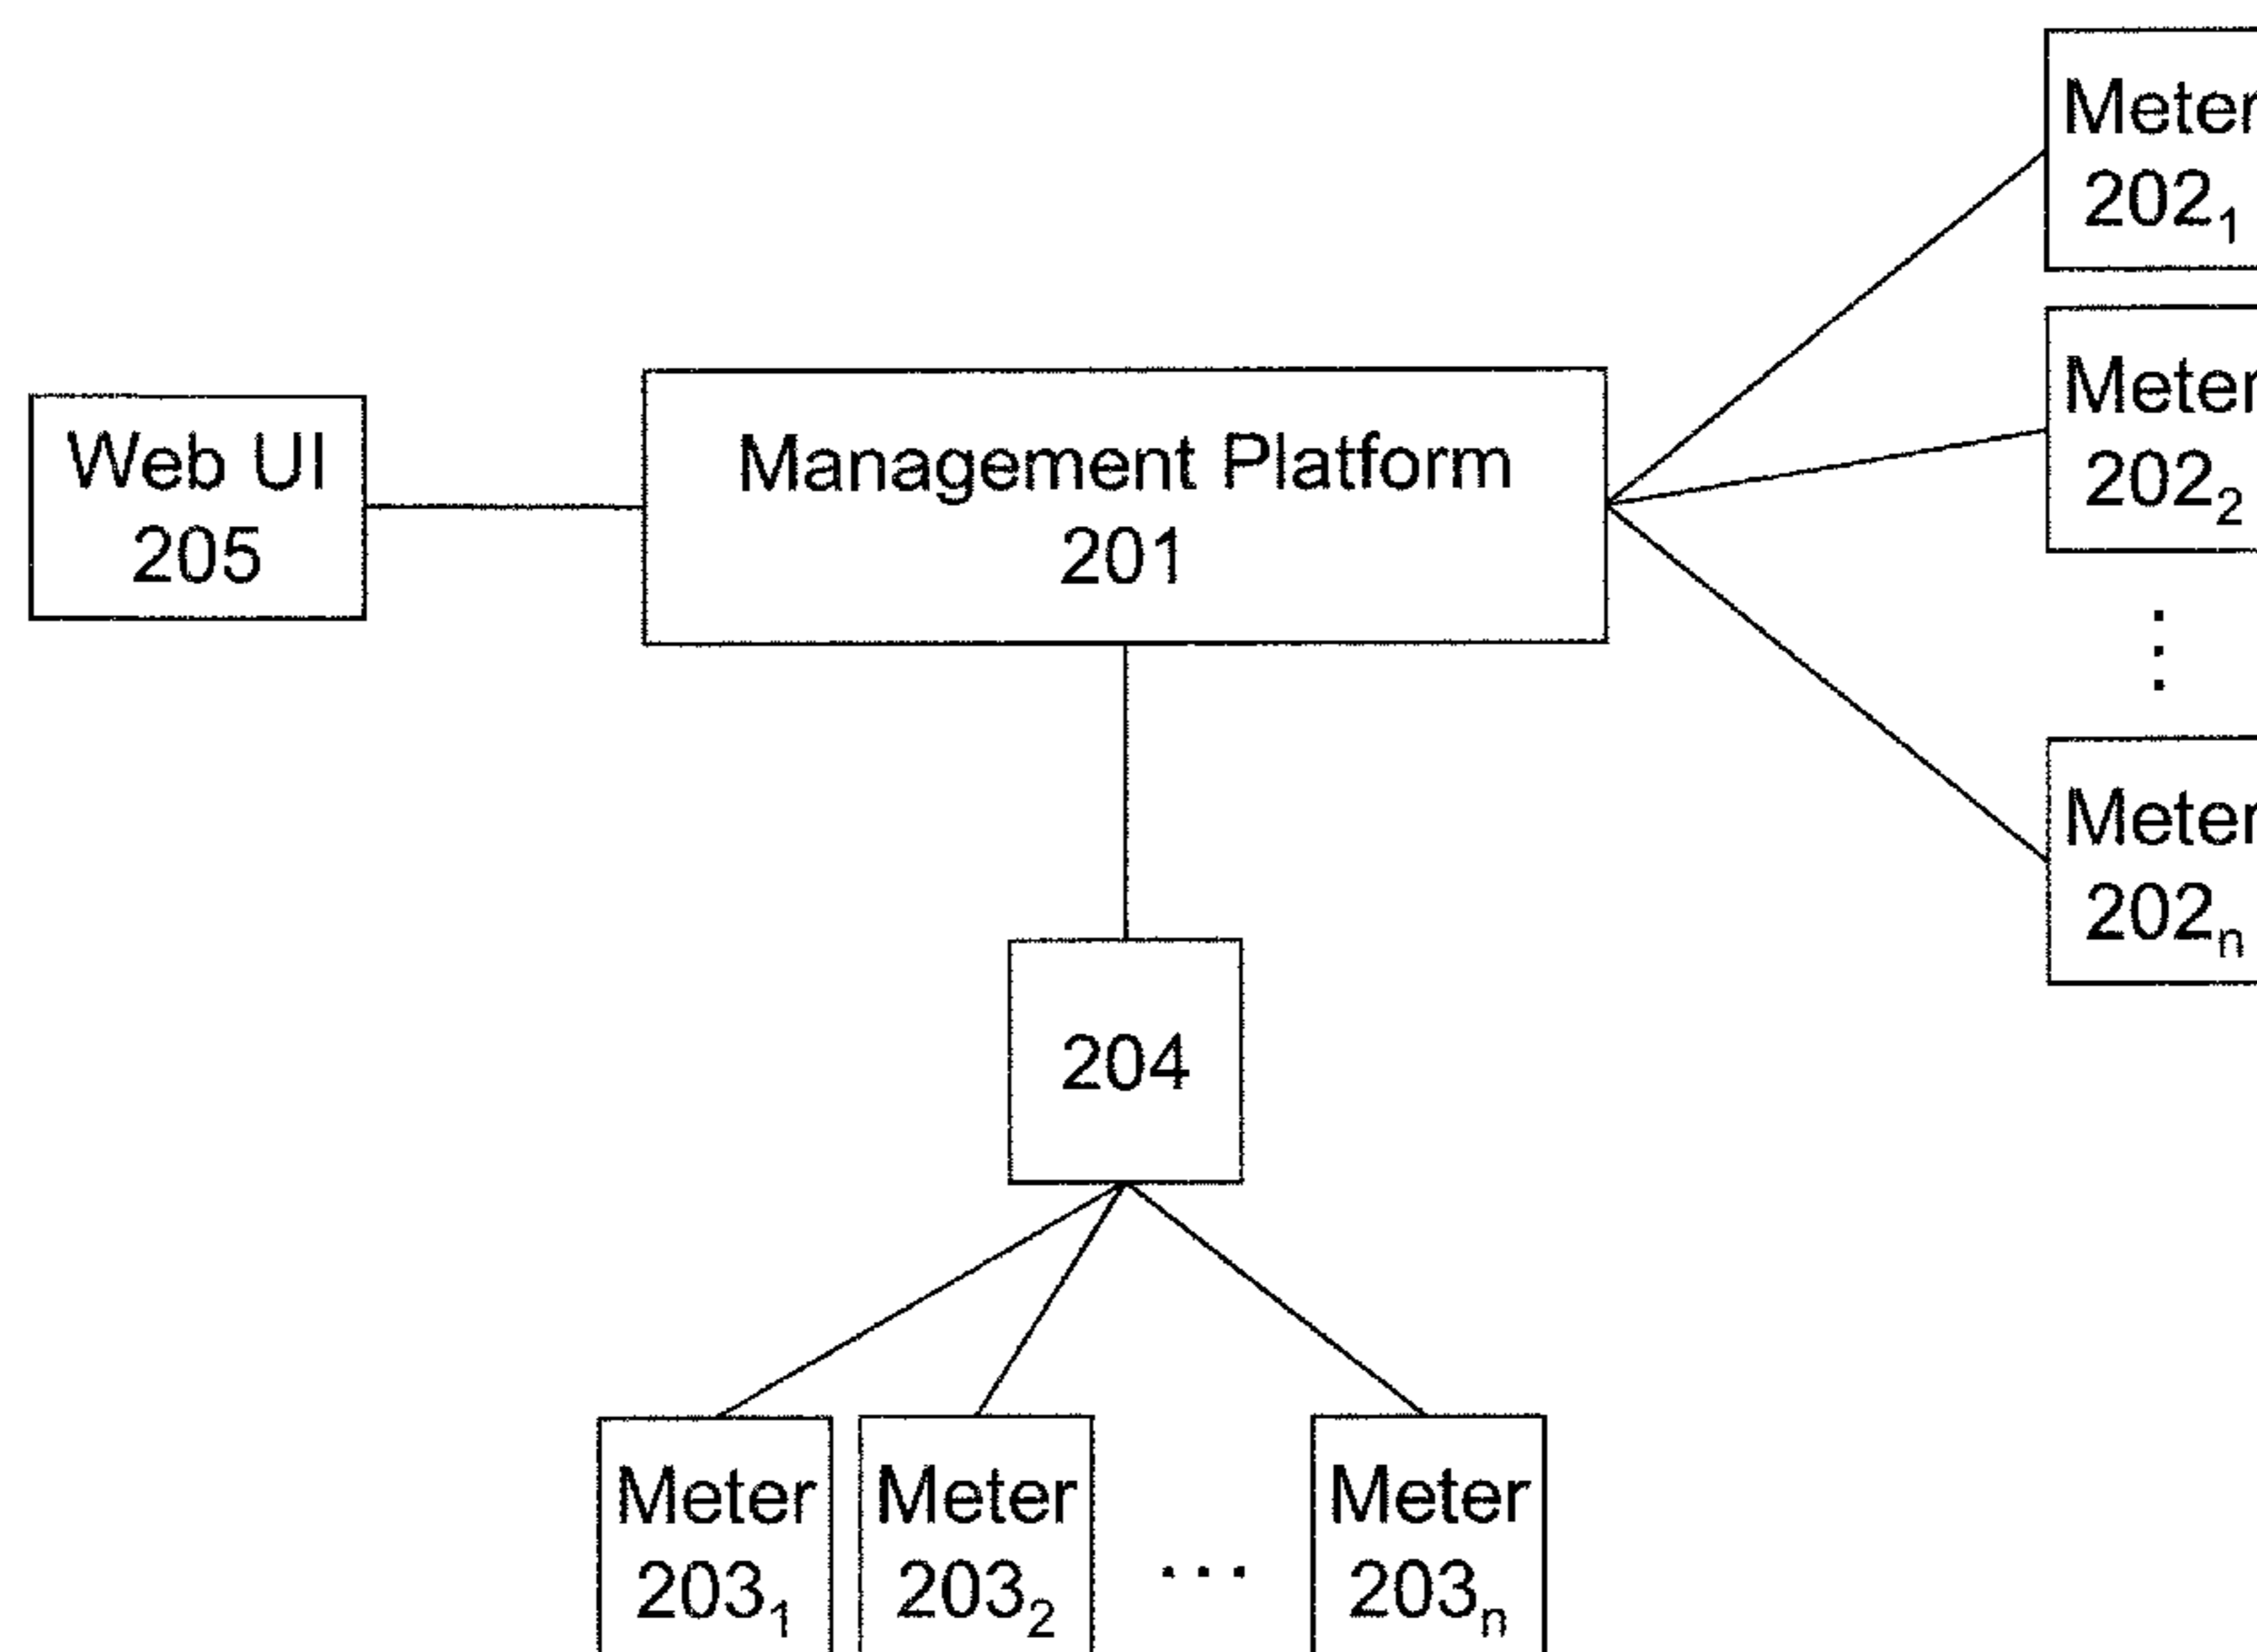 Meter
202₁
Meter
202₂
Web UI
205
Management Platform
201
⋮
Meter
202ₙ
204
Meter
203₁
Meter
203₂
...
Meter
203ₙ